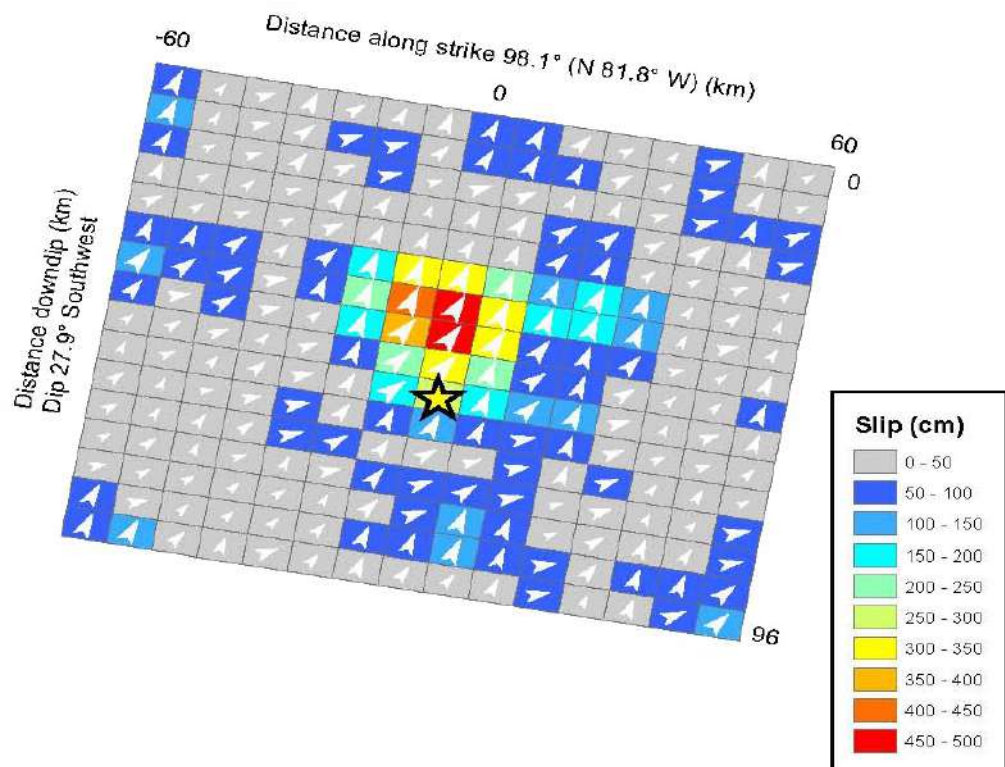 -60
Distance along strike 98.1° (N 81.8° W) (km)
0
60
0
Distance downdip (km)
Dip 27.9° Southwest
96
Slip (cm)
0 - 50
50 - 100
100 - 150
150 - 200
200 - 250
250 - 300
300 - 350
350 - 400
400 - 450
450 - 500